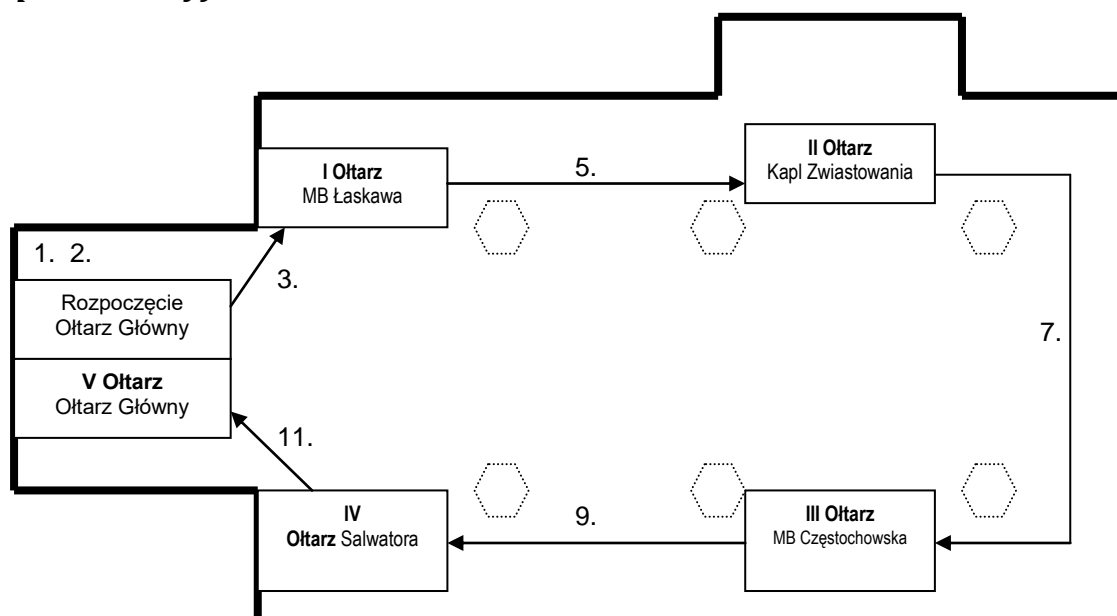 I Ołtarz
MB Łaskawa
5.
II Ołtarz
Kapl Zwiastowania
1. 2.
3.
Rozpoczęcie
Ołtarz Główny
7.
V Ołtarz
Ołtarz Główny
11.
IV
Ołtarz Salwatora
9.
III Ołtarz
MB Częstochowska